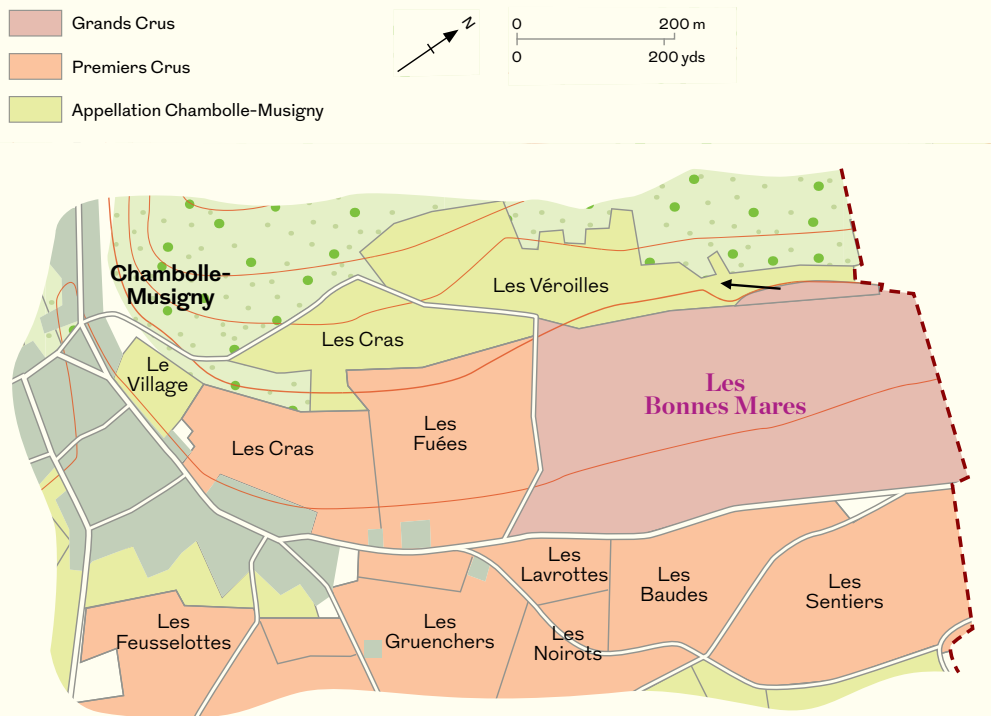 Grands Crus
Premiers Crus
Appellation Chambolle-Musigny
N
0 200 m
0 200 yds
Chambolle-
Musigny
Les Véroilles
Les Cras
Le
Village
Les
Bonnes Mares
Les
Fuées
Les Cras
Les
Lavrottes
Les
Baudes
Les
Sentiers
Les
Feusselottes
Les
Gruenchers
Les
Noirots